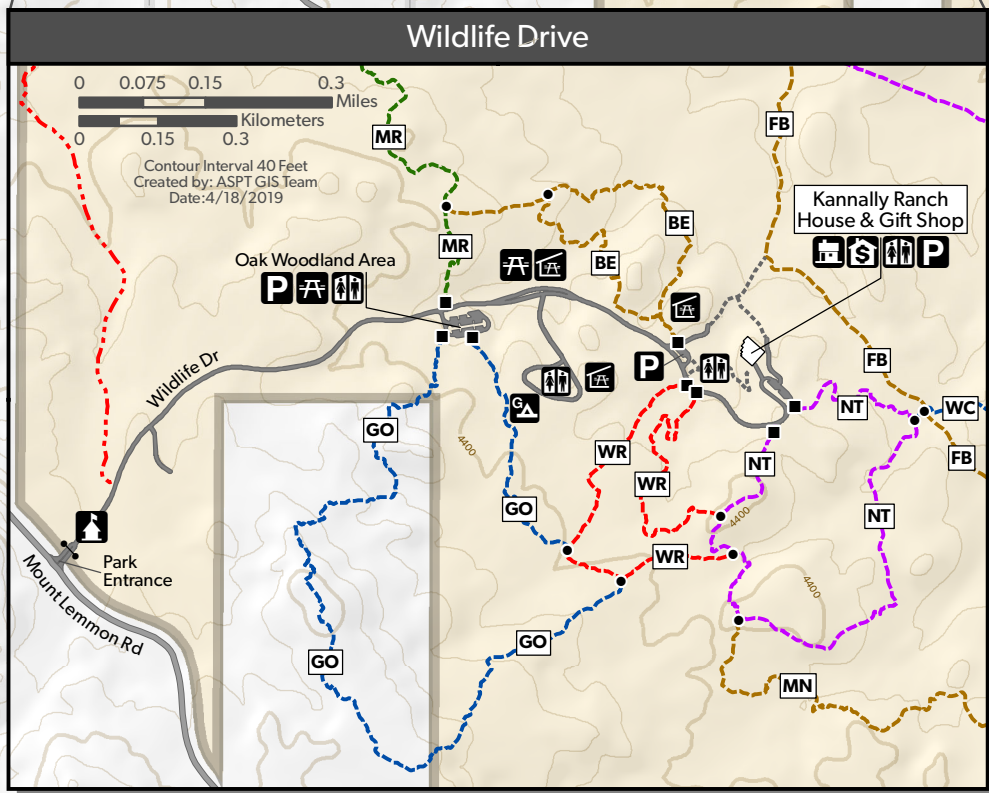 Wildlife Drive
0 0.075 0.15 0.3
Miles
Kilometers
0 0.15 0.3
Contour Interval 40 Feet
Created by: ASPT GIS Team
Date:4/18/2019
MR
FB
Kannally Ranch
House & Gift Shop
$
P
BE
MR
BE
Oak Woodland Area
P
P
Wildlife Dr
FB
G
NT
WC
GO
4400
WR
NT
FB
WR
GO
4400
NT
WR
Park
Entrance
Mount Lemmon Rd
4400
GO
GO
MN